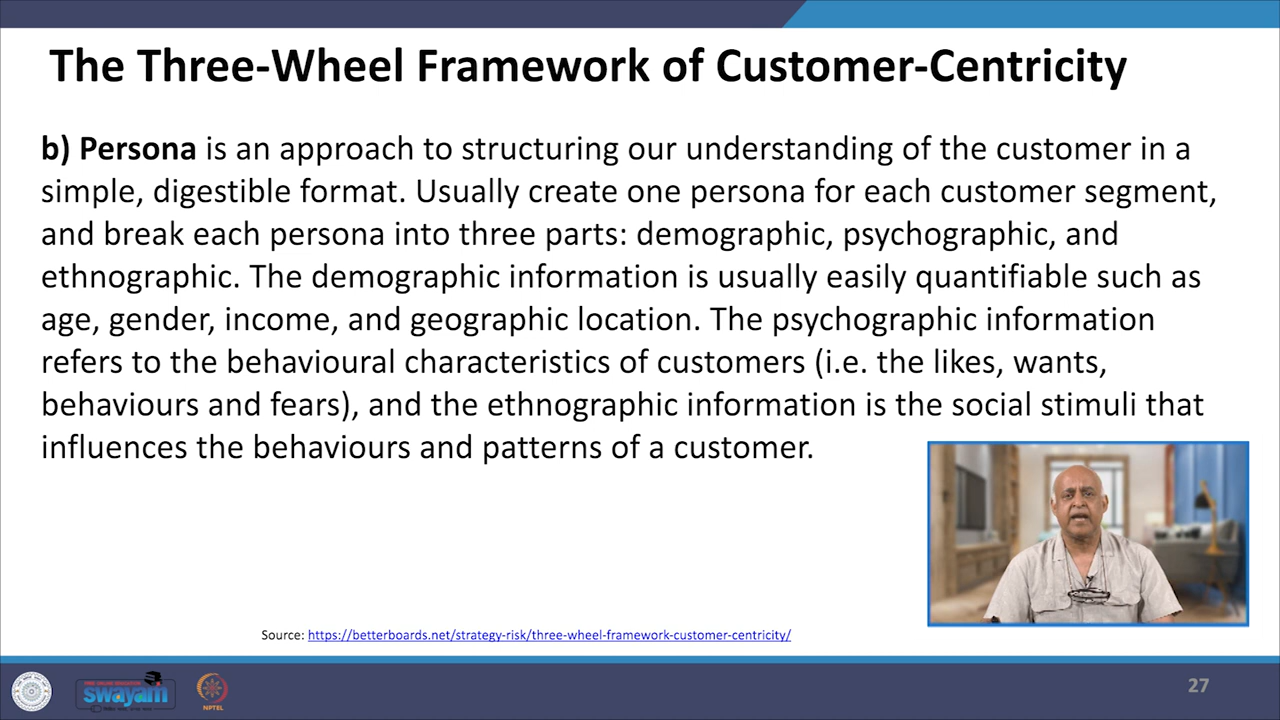 The Three-Wheel Framework of Customer-Centricity
b) Persona is an approach to structuring our understanding of the customer in a
simple, digestible format. Usually create one persona for each customer segment,
and break each persona into three parts: demographic, psychographic, and
ethnographic. The demographic information is usually easily quantifiable such as
age, gender, income, and geographic location. The psychographic information
refers to the behavioural characteristics of customers (i.e. the likes, wants,
behaviours and fears), and the ethnographic information is the social stimuli that
influences the behaviours and patterns of a customer.
Source: https://betterboards.net/strategy-risk/three-wheel-framework-customer-centricity/
swayam
NPTEL
27